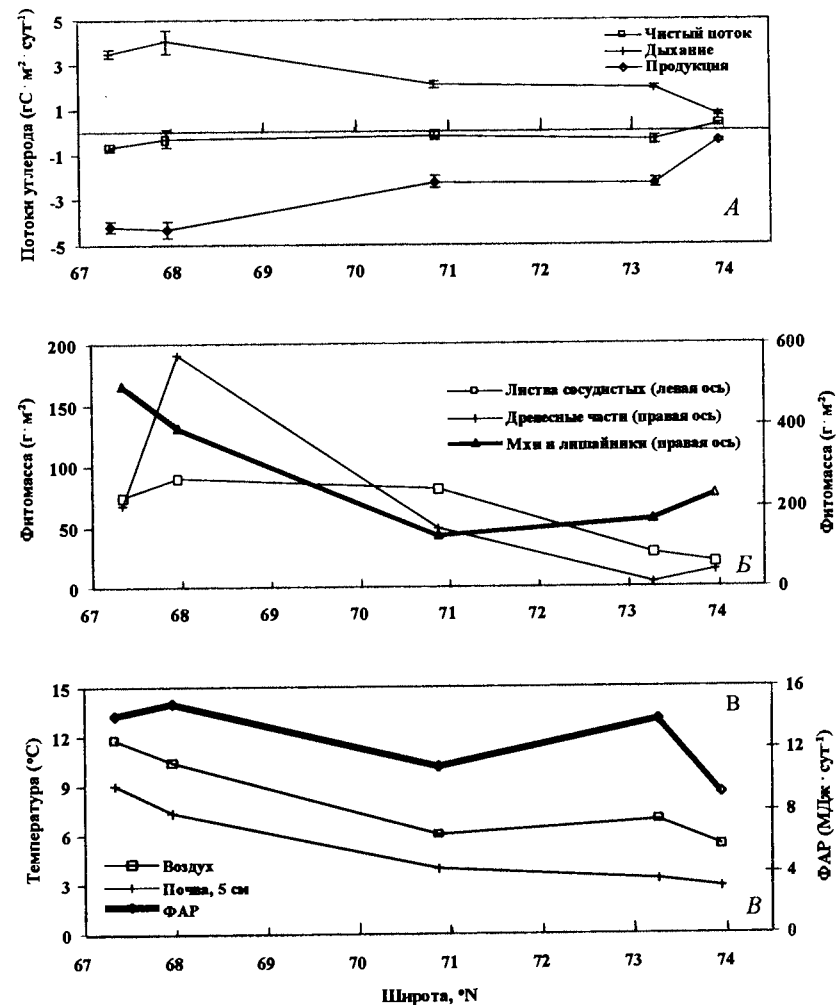 Потоки углерода (гС · м² · сут⁻¹)
5
3
1
-1
-3
-5
Чистый поток
Дыхание
Продукция
А
67 68 69 70 71 72 73 74
Фитомасса (г · м²)
200
150
100
50
0
Листва сосудистых (левая ось)
Древесные части (правая ось)
Мхи и лишайники (правая ось)
600
400
200
0
Фитомасса (г · м²)
Б
67 68 69 70 71 72 73 74
Температура (°C)
15
12
9
6
3
0
В
Воздух
Почва, 5 см
ФАР
16
12
8
4
0
ФАР (МДж · сут⁻¹)
В
67 68 69 70 71 72 73 74
Широта, °N